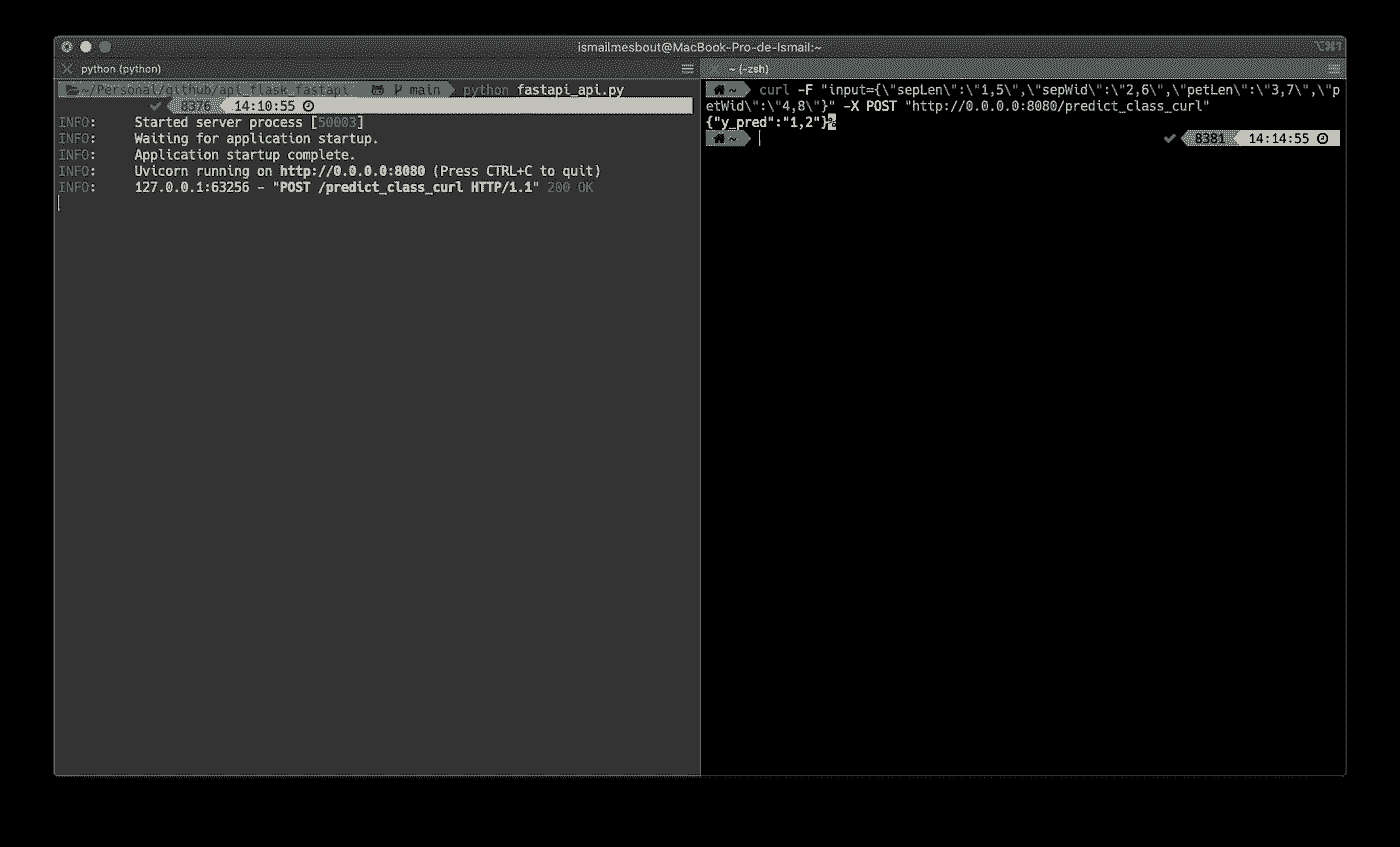 ismailmesbout@MacBook-Pro-de-Ismail:~
⌥⌘1
python (python)
~ (-zsh)
~/Personal/github/api_flask_fastapi main python fastapi_api.py
8376 14:10:55
INFO: Started server process [50003]
INFO: Waiting for application startup.
INFO: Application startup complete.
INFO: Uvicorn running on http://0.0.0.0:8080 (Press CTRL+C to quit)
INFO: 127.0.0.1:63256 - "POST /predict_class_curl HTTP/1.1" 200 OK
~ curl -F "input={\"sepLen\":\"1,5\",\"sepWid\":\"2,6\",\"petLen\":\"3,7\",\"p
etWid\":\"4,8\"}" -X POST "http://0.0.0.0:8080/predict_class_curl"
{"y_pred":"1,2"}%
~ 8381 14:14:55